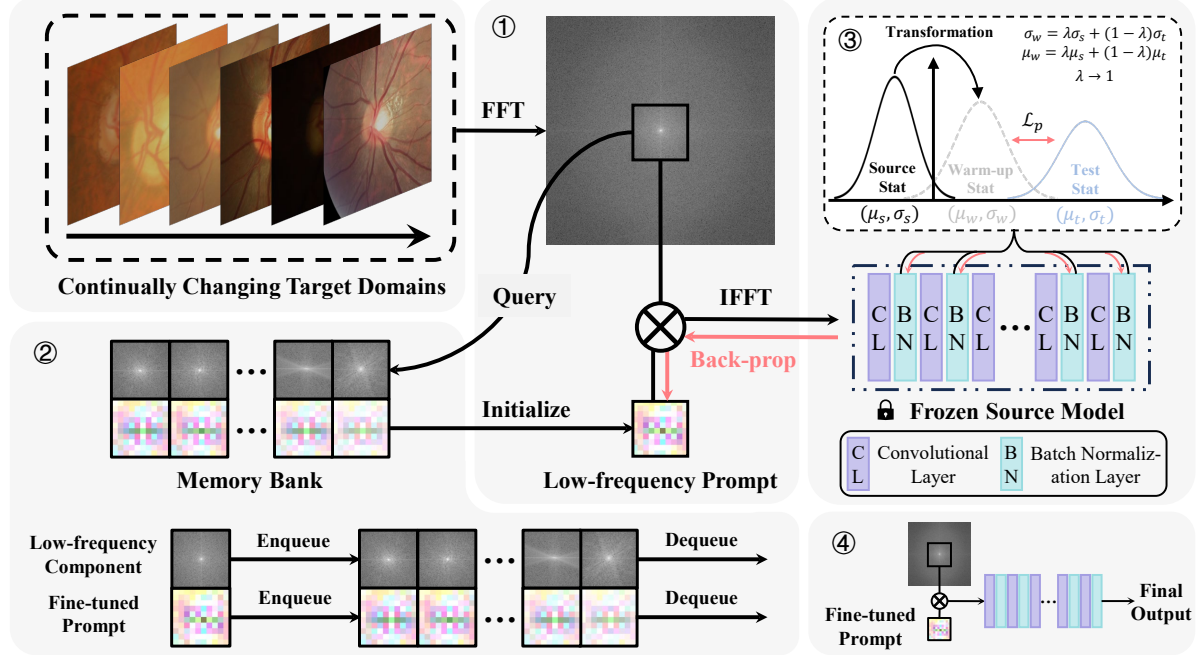 ①
FFT
Continually Changing Target Domains
Query
IFFT
Back-prop
Initialize
Low-frequency Prompt
②
Memory Bank
Low-frequency
Component
Enqueue
Dequeue
Fine-tuned
Prompt
Enqueue
Dequeue
③
Transformation
σ_w = λσ_s + (1 − λ)σ_t
μ_w = λμ_s + (1 − λ)μ_t
λ → 1
ℒ_p
Source
Stat
Warm-up
Stat
Test
Stat
(μ_s, σ_s)
(μ_w, σ_w)
(μ_t, σ_t)
C B C B C ••• C B C B
L N L N L L N L N
Frozen Source Model
C
L
Convolutional
Layer
B
N
Batch Normaliz-
ation Layer
④
Fine-tuned
Prompt
Final
Output